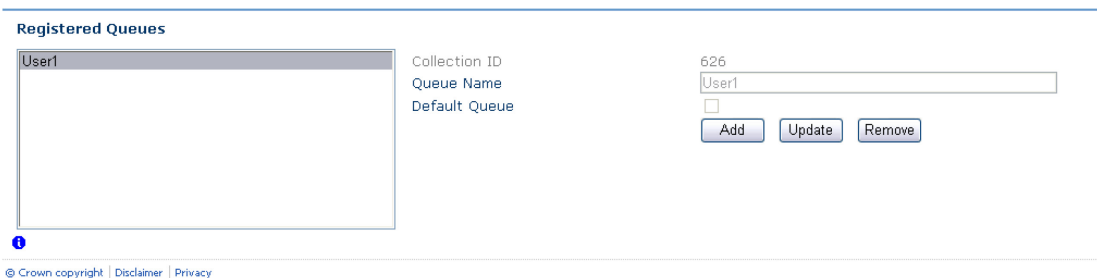 Registered Queues
User1
Collection ID 626
Queue Name User1
Default Queue
Add Update Remove
© Crown copyright | Disclaimer | Privacy